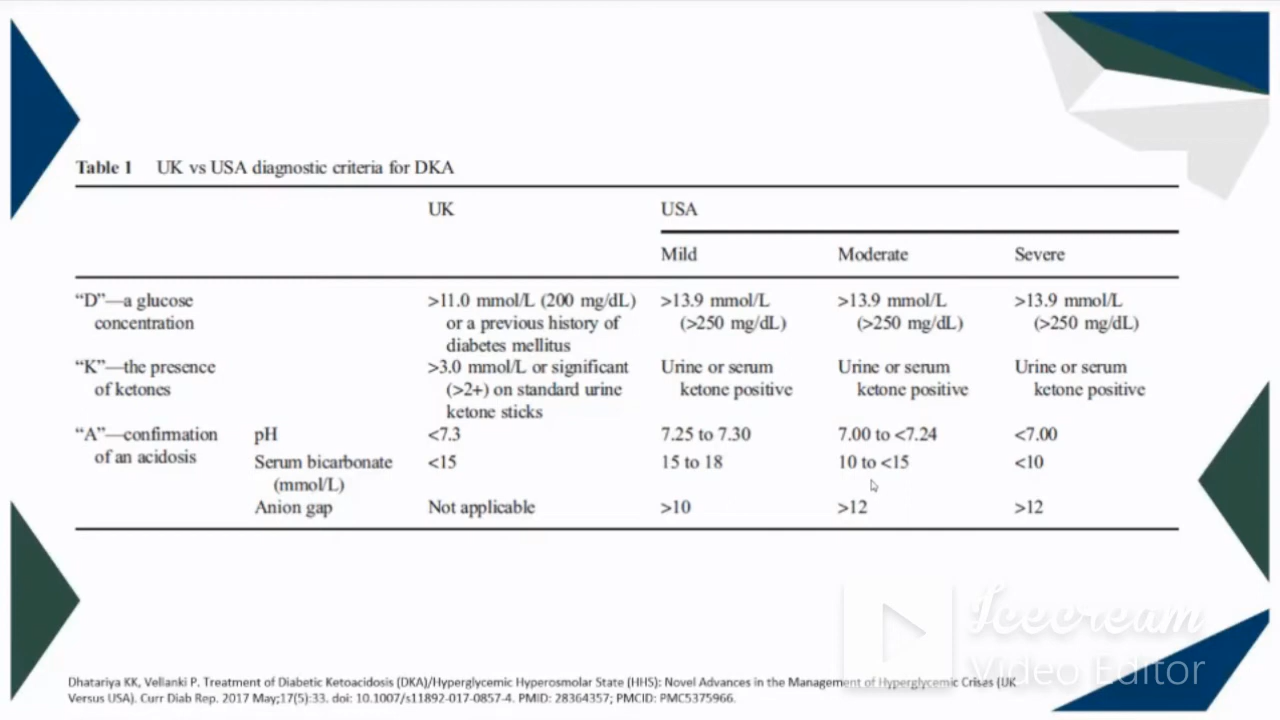 Table 1 UK vs USA diagnostic criteria for DKA
UK USA
Mild Moderate Severe
“D”—a glucose >11.0 mmol/L (200 mg/dL) >13.9 mmol/L >13.9 mmol/L >13.9 mmol/L
concentration or a previous history of (>250 mg/dL) (>250 mg/dL) (>250 mg/dL)
diabetes mellitus
“K”—the presence >3.0 mmol/L or significant Urine or serum Urine or serum Urine or serum
of ketones (>2+) on standard urine ketone positive ketone positive ketone positive
ketone sticks
“A”—confirmation pH <7.3 7.25 to 7.30 7.00 to <7.24 <7.00
of an acidosis
Serum bicarbonate <15 15 to 18 10 to <15 <10
(mmol/L)
Anion gap Not applicable >10 >12 >12
Icecream
Video Editor
Dhatariya KK, Vellanki P. Treatment of Diabetic Ketoacidosis (DKA)/Hyperglycemic Hyperosmolar State (HHS): Novel Advances in the Management of Hyperglycemic Crises (UK
Versus USA). Curr Diab Rep. 2017 May;17(5):33. doi: 10.1007/s11892-017-0857-4. PMID: 28364357; PMCID: PMC5375966.